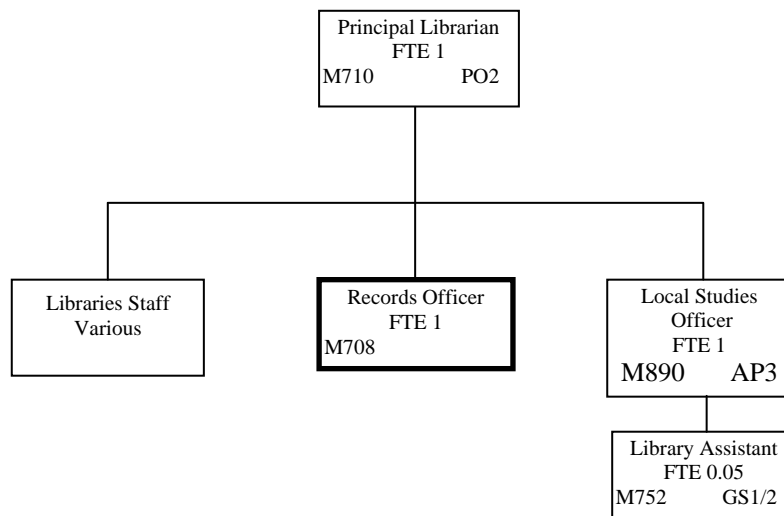 Principal Librarian
FTE 1
M710 PO2
Libraries Staff
Various
Records Officer
FTE 1
M708
Local Studies
Officer
FTE 1
M890 AP3
Library Assistant
FTE 0.05
M752 GS1/2